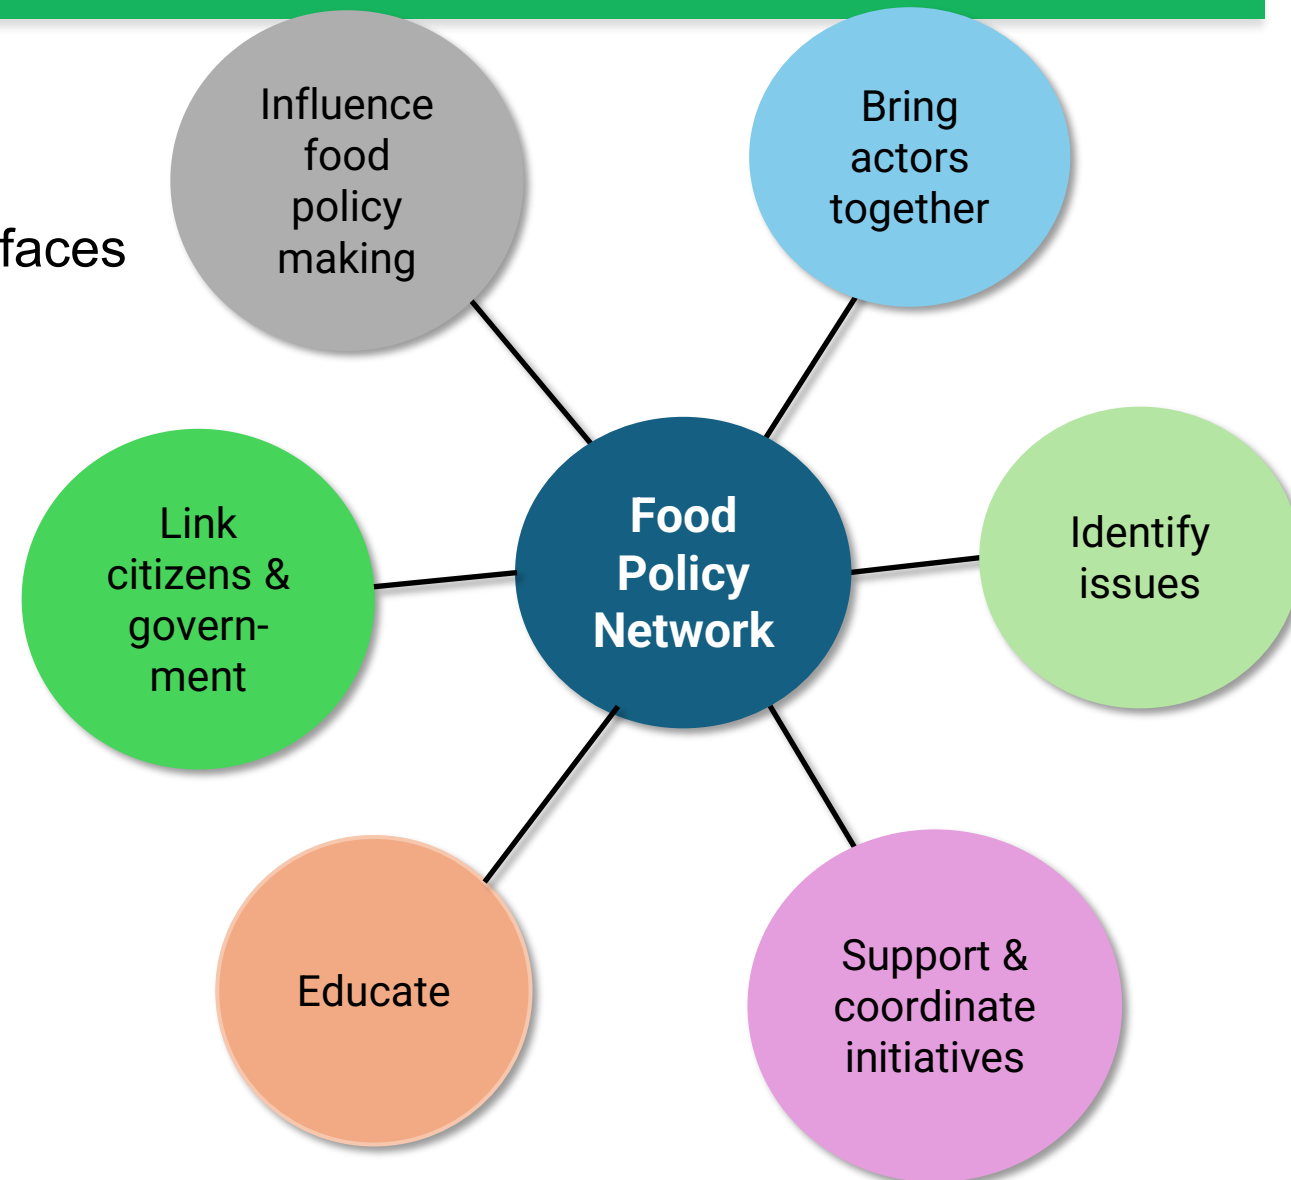 Influence
food
policy
making
Bring
actors
together
faces
Link
citizens &
govern-
ment
Food
Policy
Network
Identify
issues
Educate
Support &
coordinate
initiatives